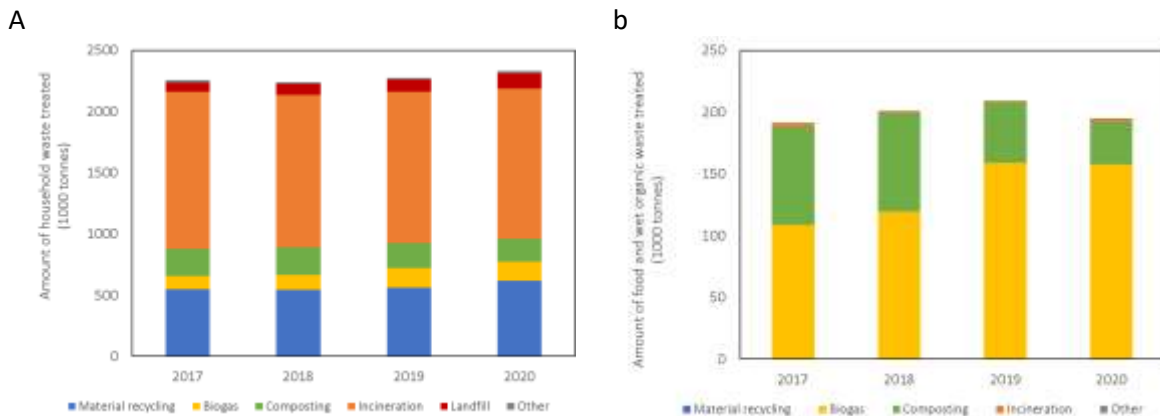 A
b
Amount of household waste treated
(1000 tonnes)
2500
2000
1500
1000
500
0
2017 2018 2019 2020
Material recycling Biogas Composting Incineration Landfill Other
Amount of food and wet organic waste treated
(1000 tonnes)
250
200
150
100
50
0
2017 2018 2019 2020
Material recycling Biogas Composting Incineration Other